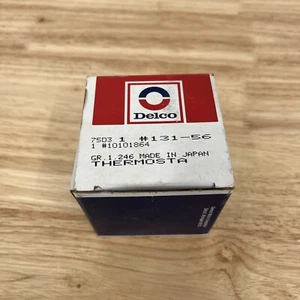 Delco
75D3 1 #131-56
1 #10101864
GR.1.246 MADE IN JAPAN
THERMOSTA